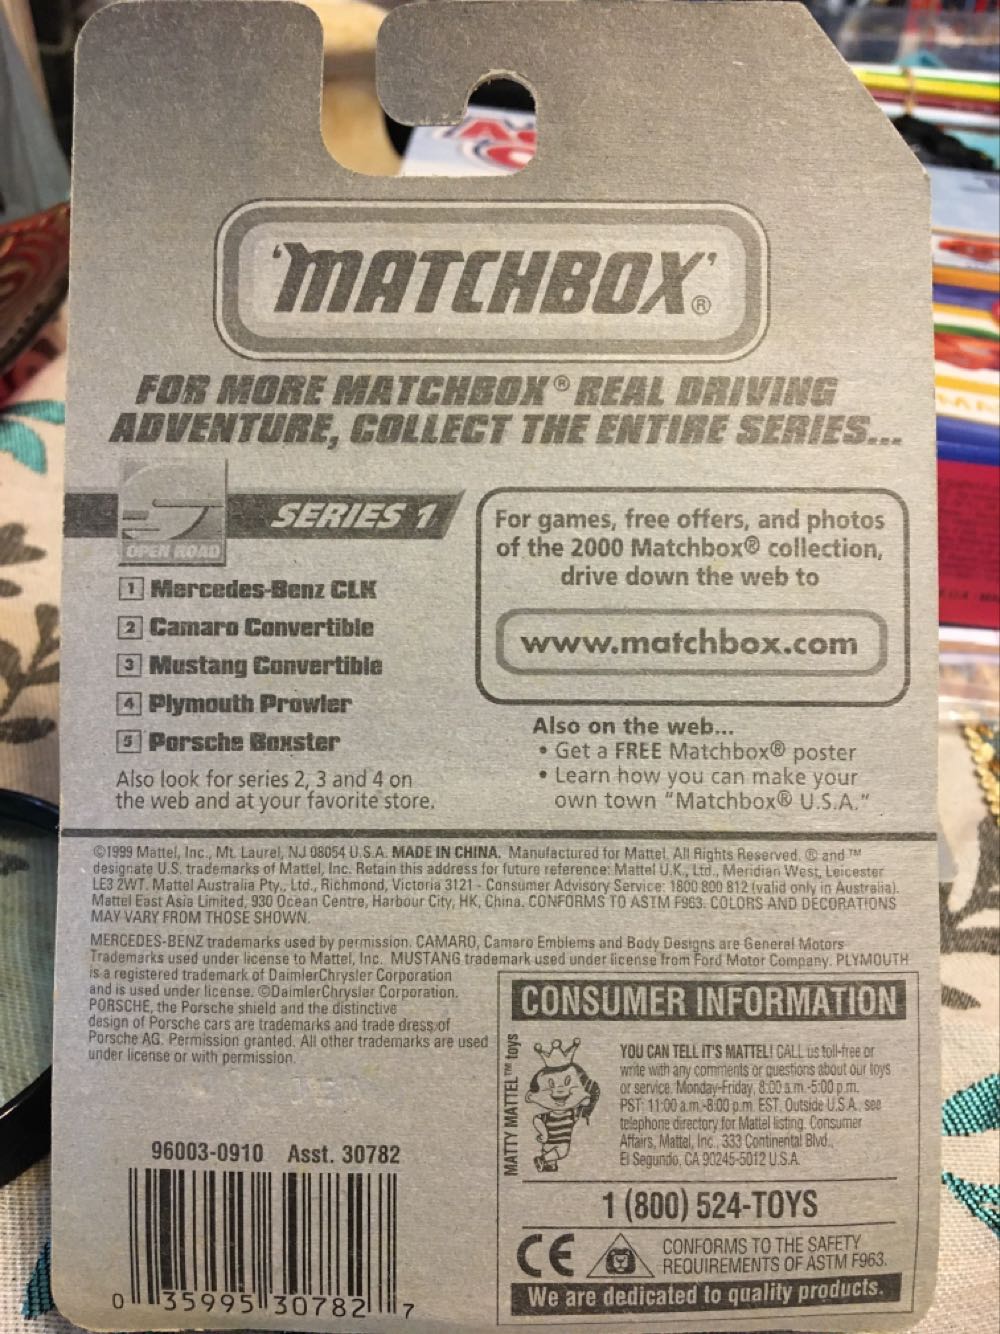 'MATCHBOX'®
FOR MORE MATCHBOX® REAL DRIVING
ADVENTURE, COLLECT THE ENTIRE SERIES...
OPEN ROAD
SERIES 1
1 Mercedes-Benz CLK
2 Camaro Convertible
3 Mustang Convertible
4 Plymouth Prowler
5 Porsche Boxster
Also look for series 2, 3 and 4 on
the web and at your favorite store.
For games, free offers, and photos
of the 2000 Matchbox® collection,
drive down the web to
www.matchbox.com
Also on the web...
• Get a FREE Matchbox® poster
• Learn how you can make your
own town "Matchbox® U.S.A."
©1999 Mattel, Inc., Mt. Laurel, NJ 08054 U.S.A. MADE IN CHINA. Manufactured for Mattel. All Rights Reserved. ® and ™
designate U.S. trademarks of Mattel, Inc. Retain this address for future reference: Mattel U.K., Ltd., Meridian West, Leicester
LE3 2WT. Mattel Australia Pty., Ltd., Richmond, Victoria 3121 - Consumer Advisory Service: 1800 800 812 (valid only in Australia).
Mattel East Asia Limited, 930 Ocean Centre, Harbour City, HK, China. CONFORMS TO ASTM F963. COLORS AND DECORATIONS
MAY VARY FROM THOSE SHOWN.
MERCEDES-BENZ trademarks used by permission. CAMARO, Camaro Emblems and Body Designs are General Motors
Trademarks used under license to Mattel, Inc. MUSTANG trademark used under license from Ford Motor Company. PLYMOUTH
is a registered trademark of DaimlerChrysler Corporation
and is used under license. ©DaimlerChrysler Corporation.
PORSCHE, the Porsche shield and the distinctive
design of Porsche cars are trademarks and trade dress of
Porsche AG. Permission granted. All other trademarks are used
under license or with permission.
96003-0910 Asst. 30782
0 35995 30782 7
CONSUMER INFORMATION
MATTY MATTEL™ toys
YOU CAN TELL IT'S MATTEL! CALL us toll-free or
write with any comments or questions about our toys
or service. Monday-Friday, 8:00 a.m.-5:00 p.m.
PST: 11:00 a.m.-8:00 p.m. EST. Outside U.S.A., see
telephone directory for Mattel listing. Consumer
Affairs, Mattel, Inc., 333 Continental Blvd.,
El Segundo, CA 90245-5012 U.S.A.
1 (800) 524-TOYS
CE
CONFORMS TO THE SAFETY
REQUIREMENTS OF ASTM F963.
We are dedicated to quality products.